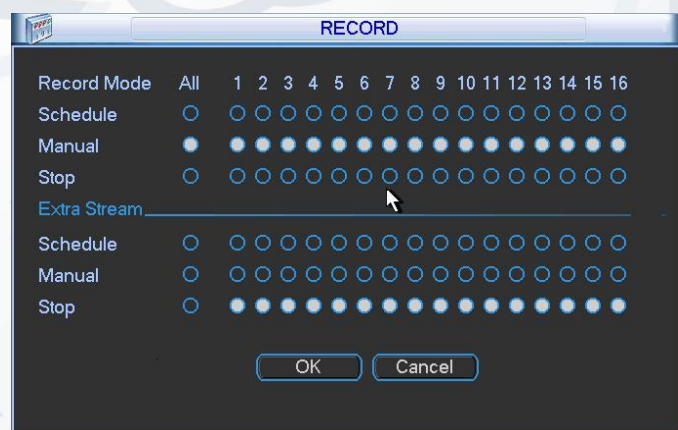 RECORD
Record Mode All 1 2 3 4 5 6 7 8 9 10 11 12 13 14 15 16
Schedule
Manual
Stop
Extra Stream
Schedule
Manual
Stop
OK Cancel